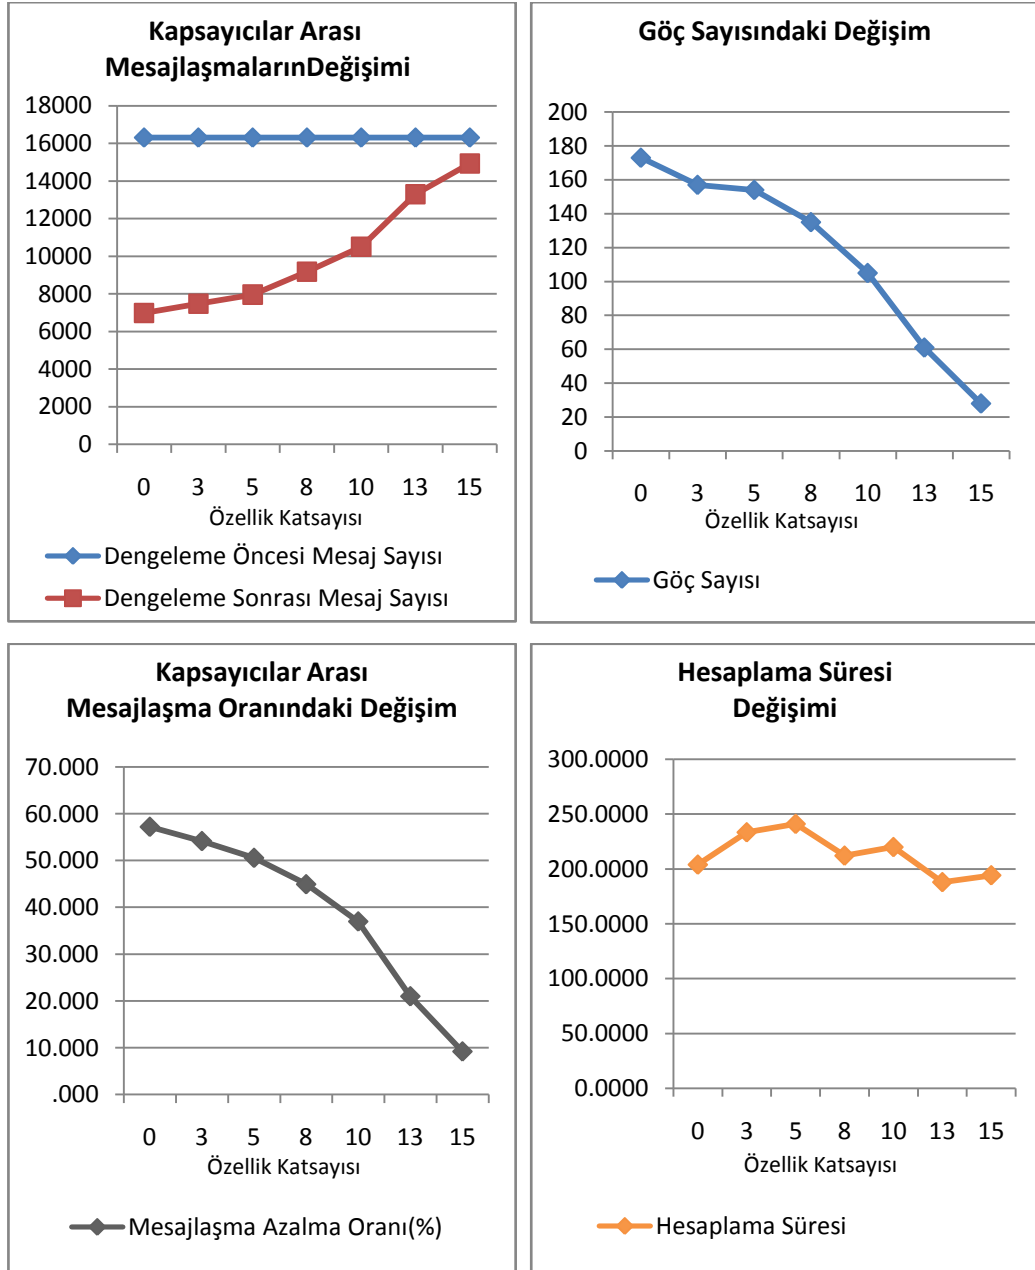 Kapsayıcılar Arası
MesajlaşmalarınDeğişimi
18000
16000
14000
12000
10000
8000
6000
4000
2000
0
0 3 5 8 10 13 15
Özellik Katsayısı
Dengeleme Öncesi Mesaj Sayısı
Dengeleme Sonrası Mesaj Sayısı
Göç Sayısındaki Değişim
200
180
160
140
120
100
80
60
40
20
0
0 3 5 8 10 13 15
Özellik Katsayısı
Göç Sayısı
Kapsayıcılar Arası
Mesajlaşma Oranındaki Değişim
70.000
60.000
50.000
40.000
30.000
20.000
10.000
.000
0 3 5 8 10 13 15
Özellik Katsayısı
Mesajlaşma Azalma Oranı(%)
Hesaplama Süresi
Değişimi
300.0000
250.0000
200.0000
150.0000
100.0000
50.0000
0.0000
0 3 5 8 10 13 15
Özellik Katsayısı
Hesaplama Süresi